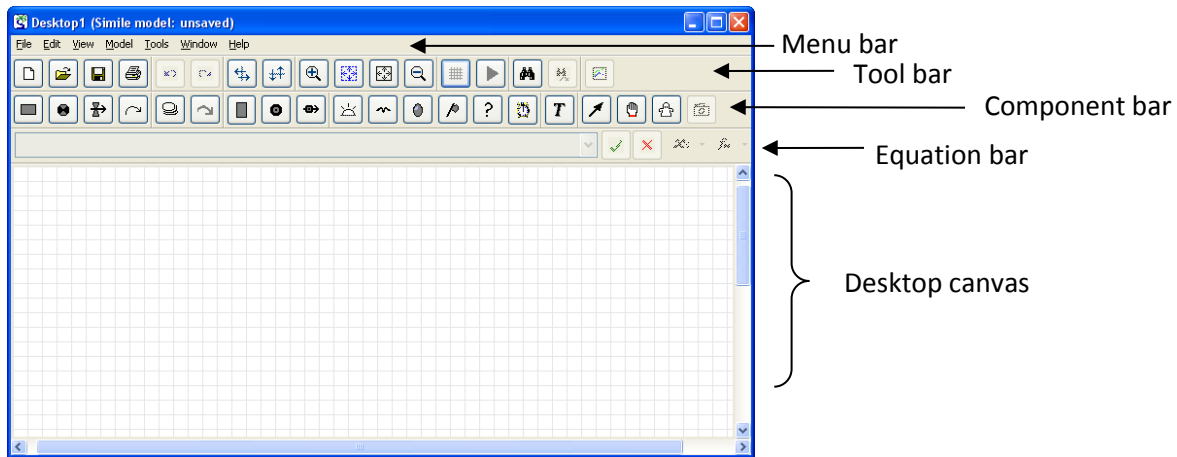 Desktop1 (Simile model: unsaved)
File Edit View Model Tools Window Help
Menu bar
Tool bar
? T
Component bar
Equation bar
Desktop canvas